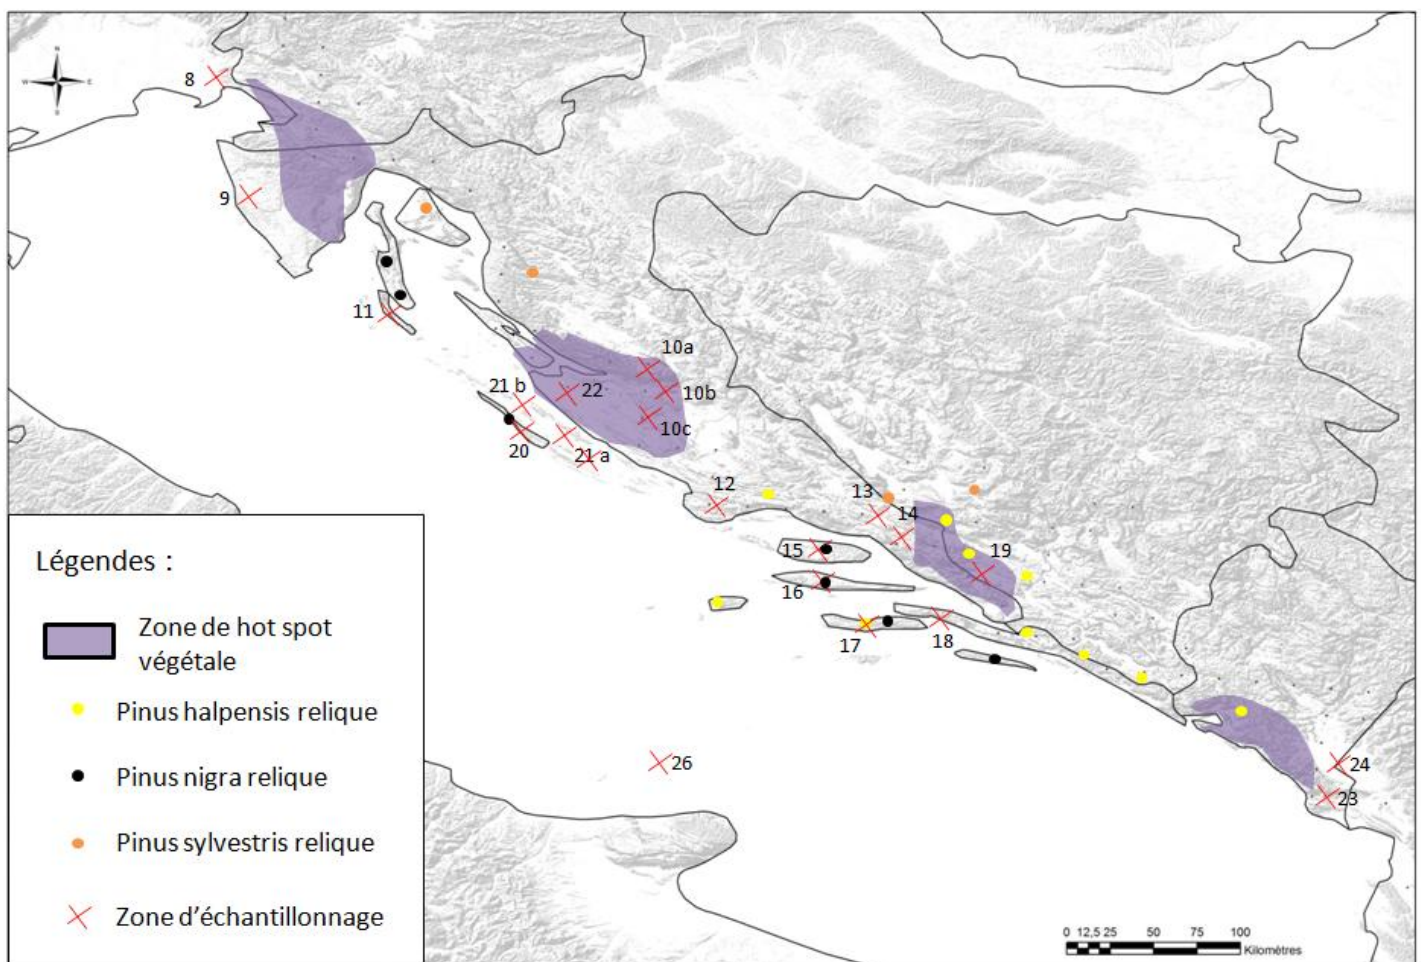 N
W
E
S
8
9
11
10a
10b
10c
21 b
22
20
21 a
12
13
14
15
16
19
17
18
26
24
23
Légendes :
Zone de hot spot
végétale
Pinus halpensis relique
Pinus nigra relique
Pinus sylvestris relique
Zone d'échantillonnage
0 12,5 25 50 75 100
Kilomètres